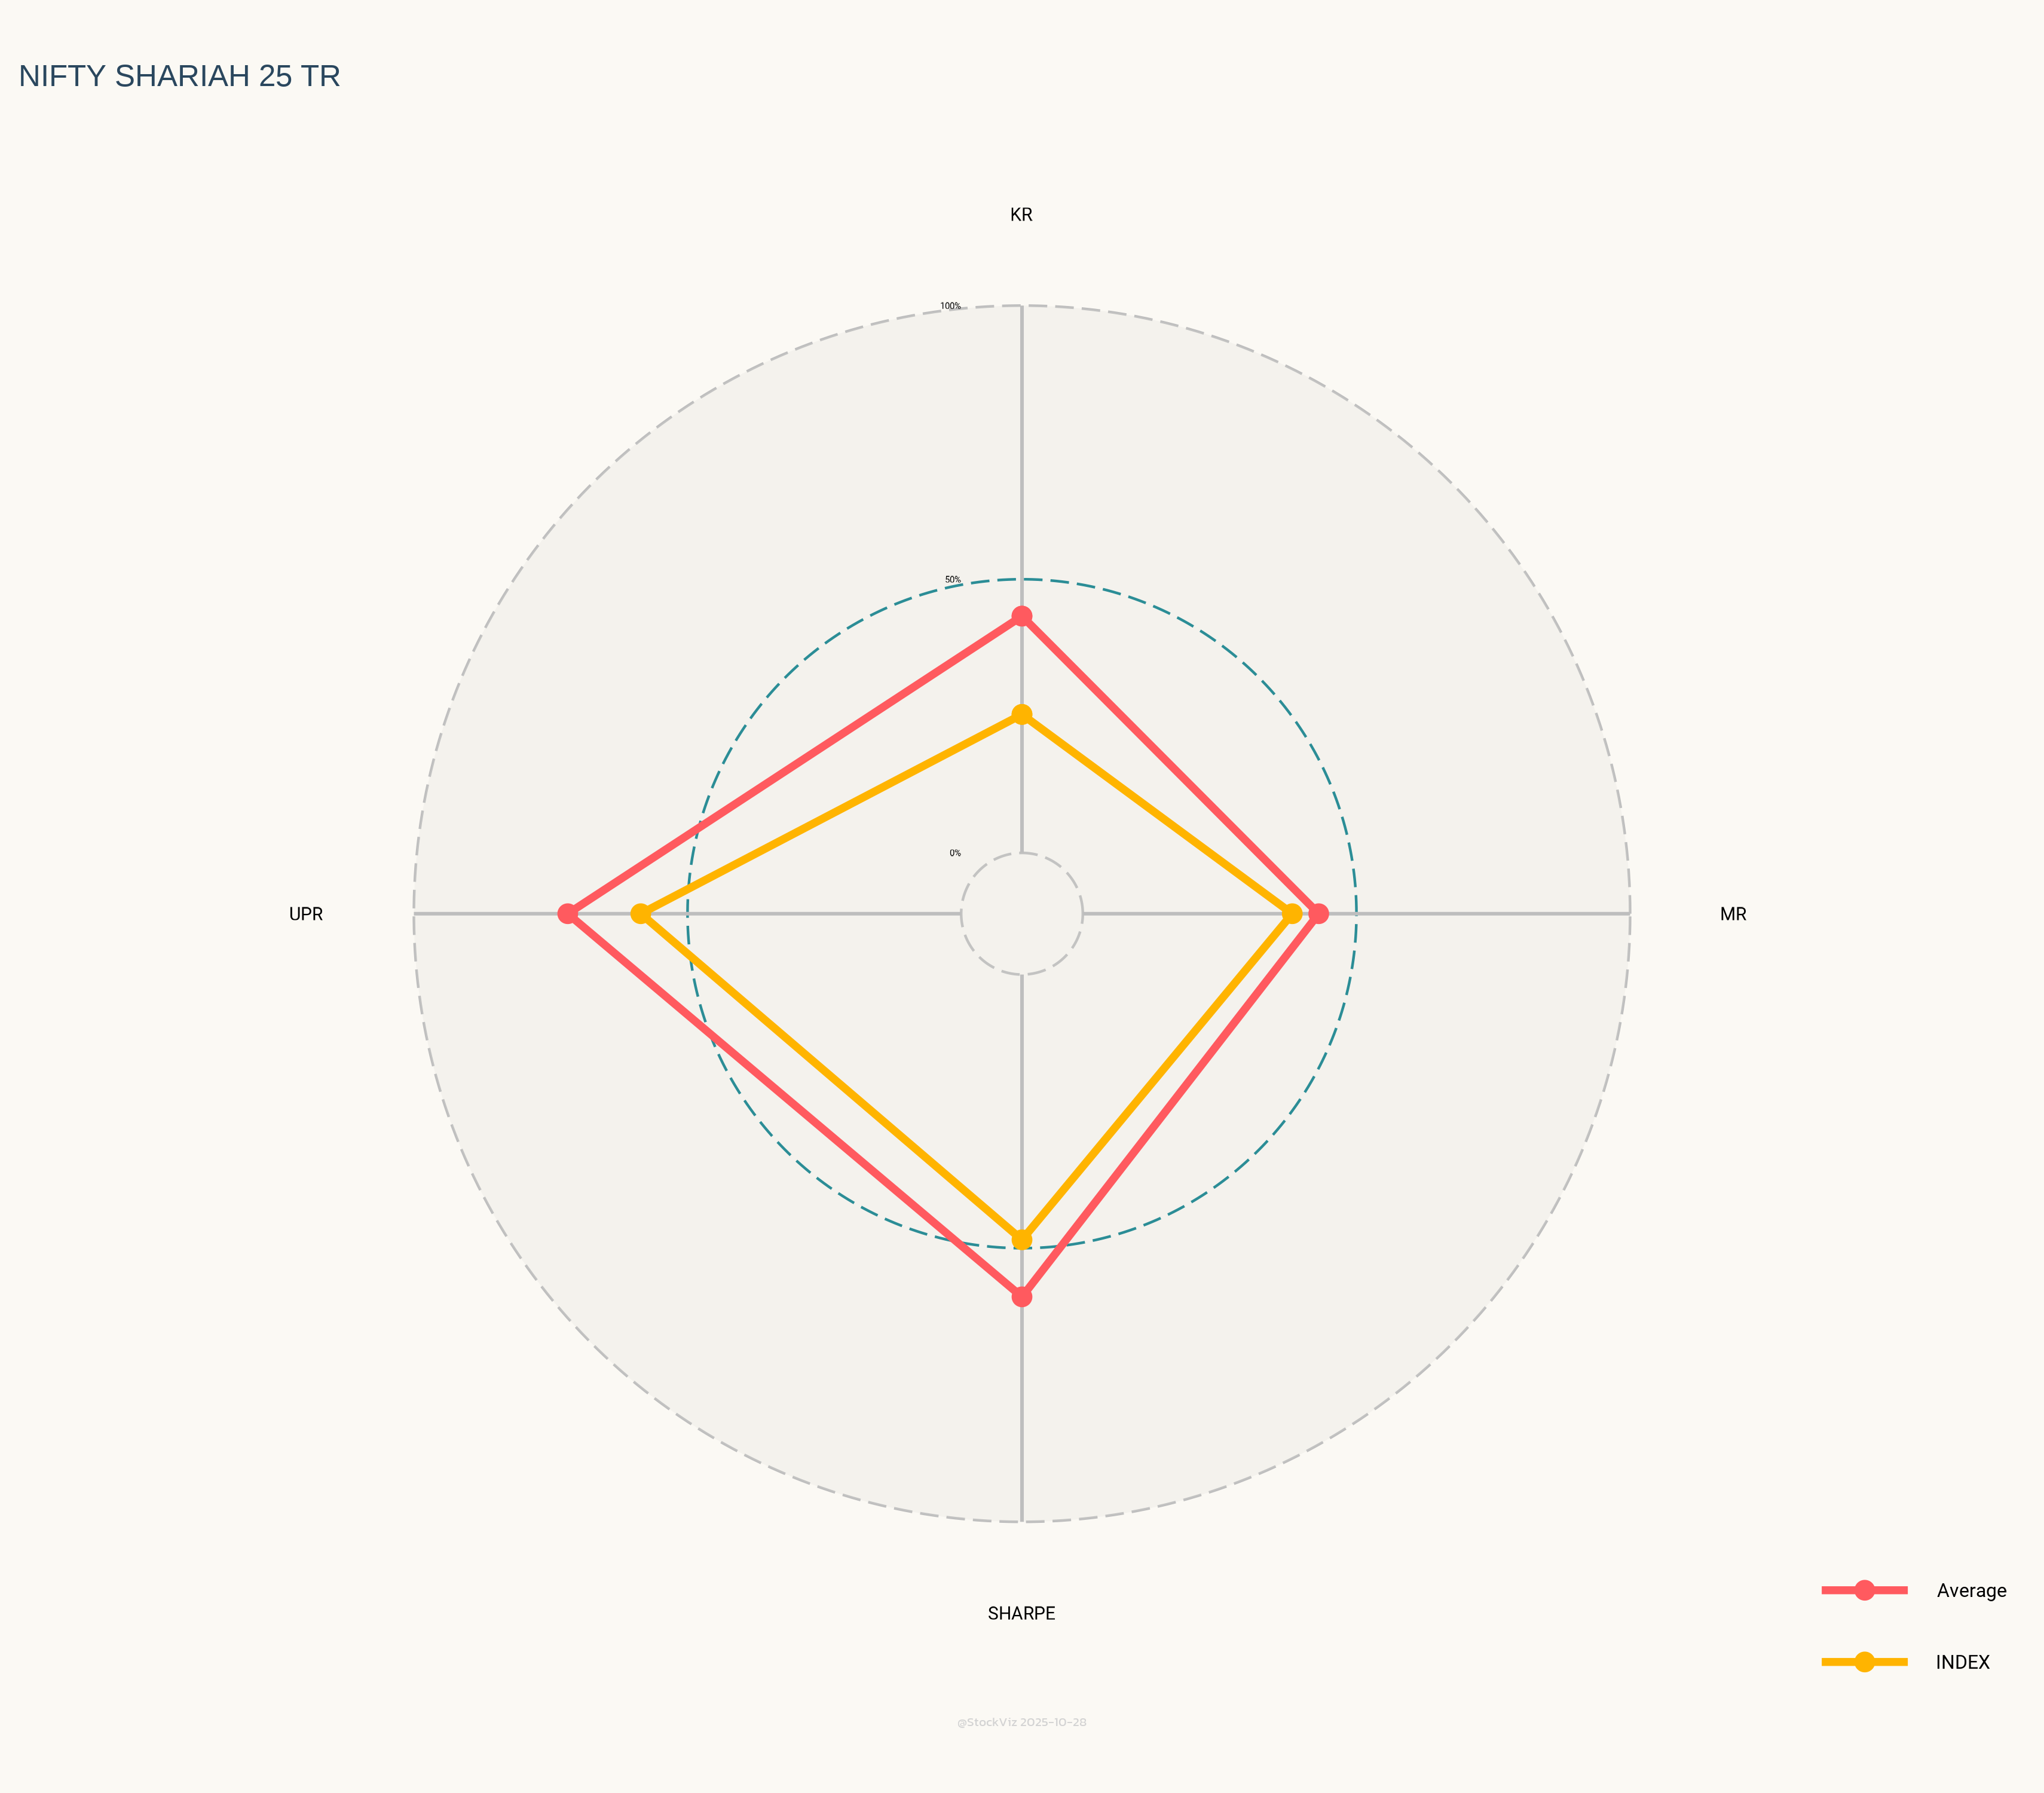 NIFTY SHARIAH 25 TR
KR
100%
50%
0%
UPR
MR
SHARPE
Average
INDEX
@StockViz 2025-10-28